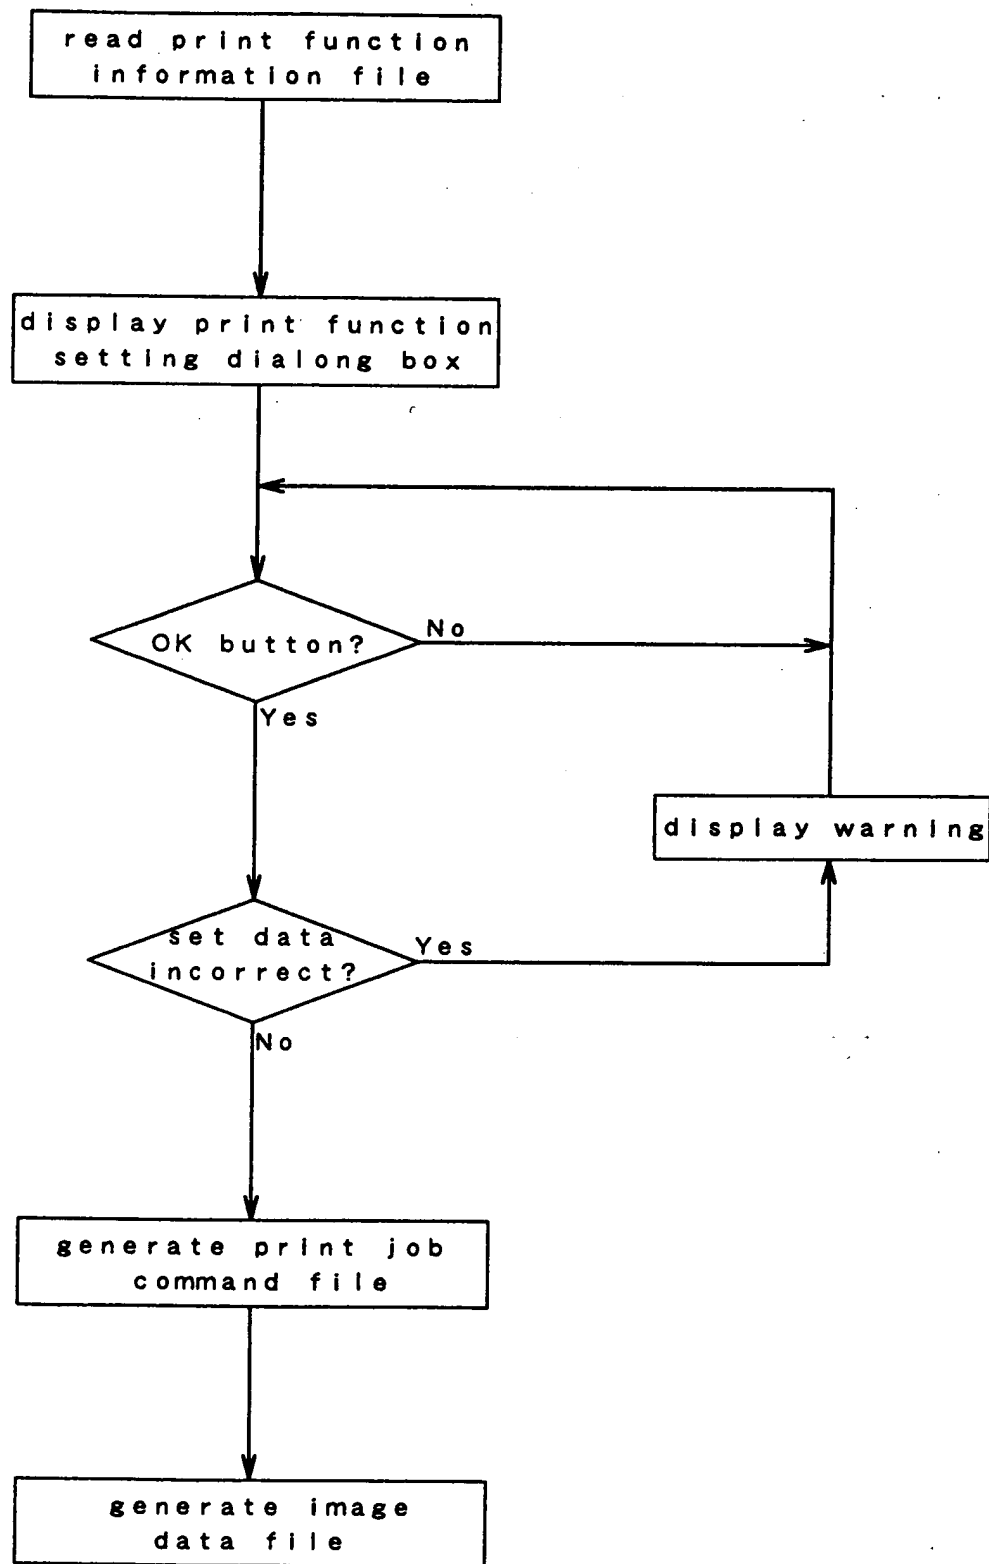 read print function
information file
display print function
setting dialong box
OK button?
No
Yes
display warning
set data
incorrect?
Yes
No
generate print job
command file
generate image
data file